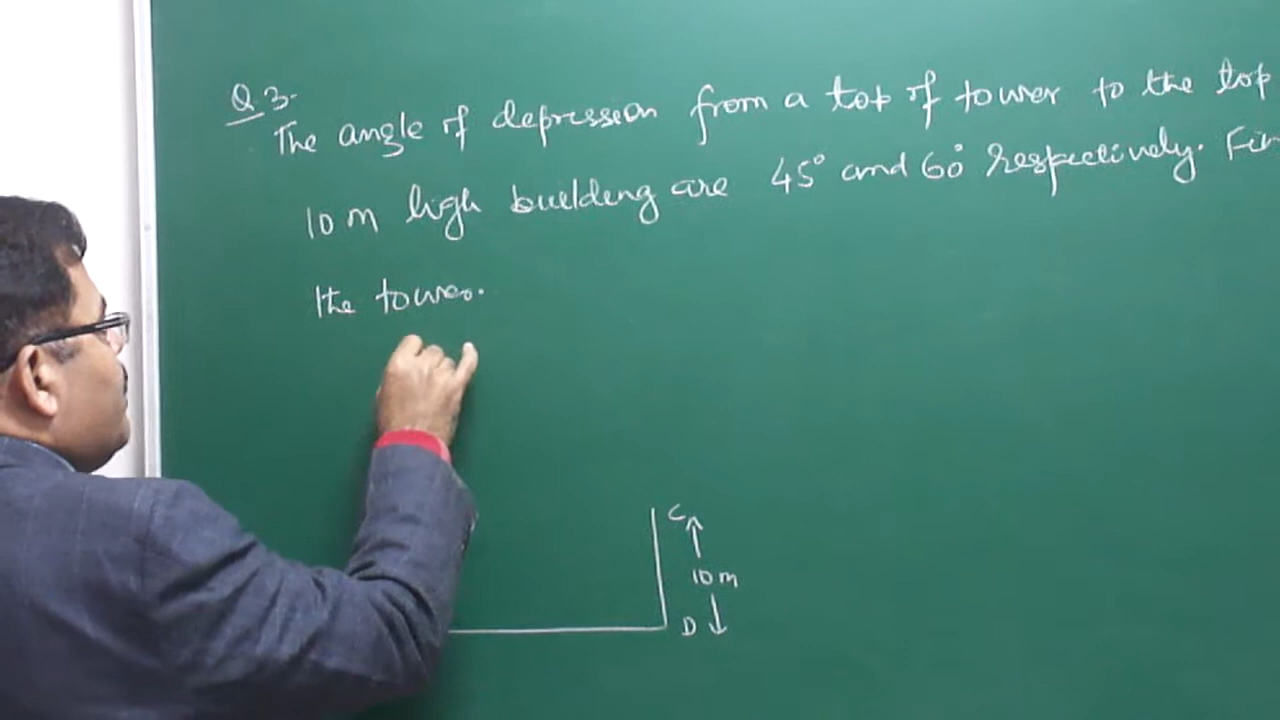 Q 3.
The angle of depression from a top of tower to the top
10 m high building are 45° and 60° respectively.
the tower.
C
10 m
D